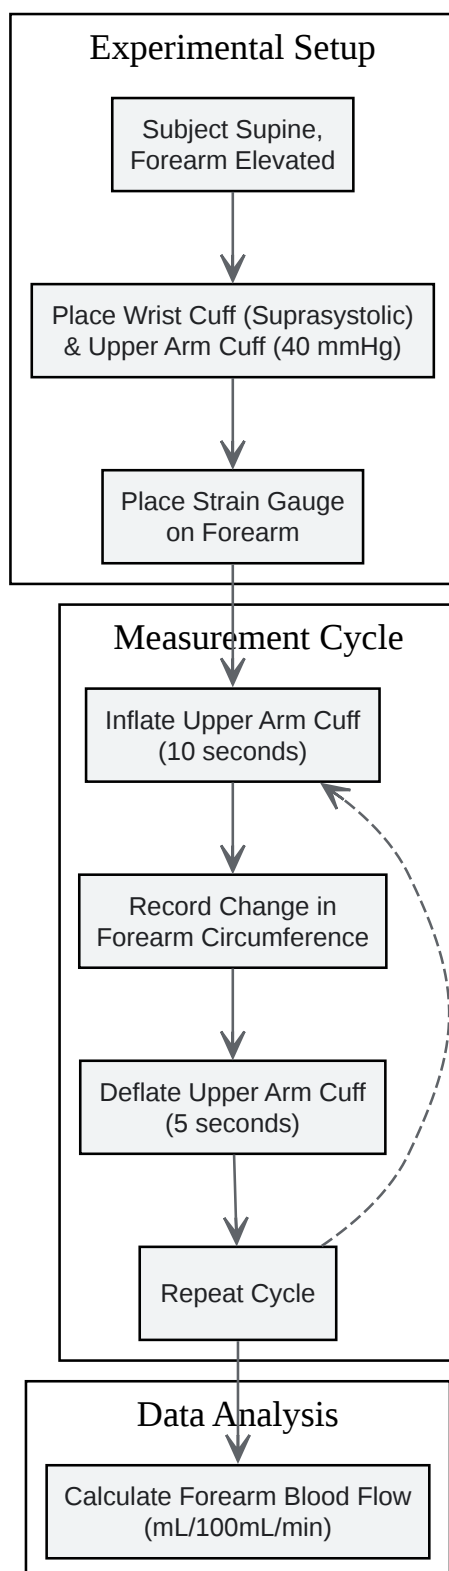 Experimental Setup
Subject Supine,
Forearm Elevated
Place Wrist Cuff (Suprasystolic)
& Upper Arm Cuff (40 mmHg)
Place Strain Gauge
on Forearm
Measurement Cycle
Inflate Upper Arm Cuff
(10 seconds)
Record Change in
Forearm Circumference
Deflate Upper Arm Cuff
(5 seconds)
Repeat Cycle
Data Analysis
Calculate Forearm Blood Flow
(mL/100mL/min)